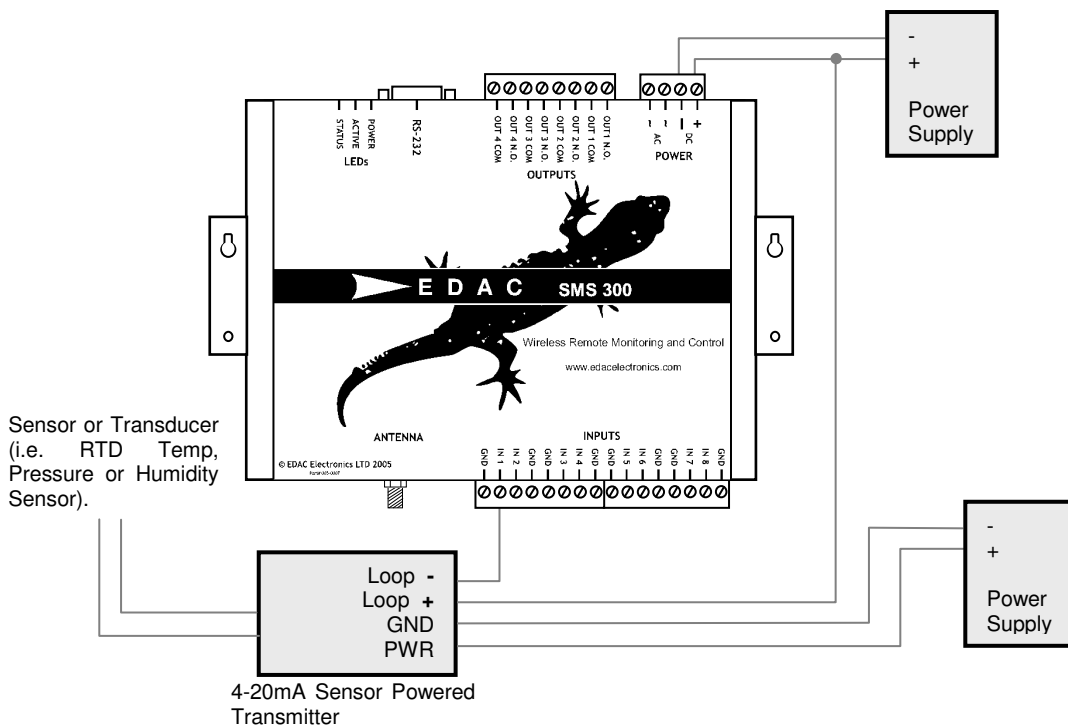 -
+
Power
Supply
STATUS
ACTIVE
POWER
LEDs
RS-232
OUT 4 COM
OUT 4 N.O.
OUT 3 COM
OUT 3 N.O.
OUT 2 COM
OUT 2 N.O.
OUT 1 COM
OUT1 N.O.
OUTPUTS
~
~
AC
DC
+
POWER
E D A C SMS 300
Wireless Remote Monitoring and Control
www.edacelectronics.com
Sensor or Transducer
(i.e. RTD Temp,
Pressure or Humidity
Sensor).
ANTENNA
INPUTS
© EDAC Electronics LTD 2005
GND
IN 1
IN 2
GND
GND
IN 3
IN 4
GND
GND
IN 5
IN 6
GND
GND
IN 7
IN 8
GND
Loop -
Loop +
GND
PWR
-
+
Power
Supply
4-20mA Sensor Powered
Transmitter